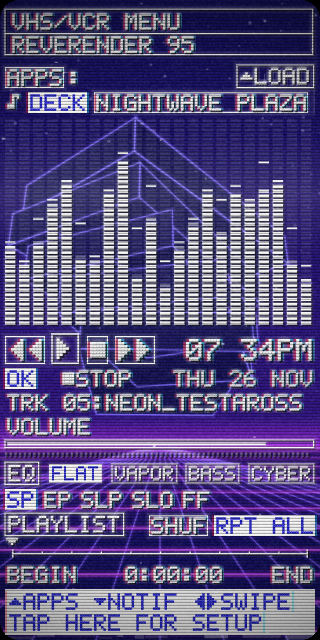 VHS/VCR MENU
REVERENDER 95
APPS: ▲LOAD
♪ DECK NIGHTWAVE PLAZA
07 34PM
OK ■STOP THU 26 NOV
TRK 05:NEON_TESTAROSS
VOLUME
EQ FLAT VAPOR BASS CYBER
SP EP SLP SLO FF
PLAYLIST SHUF RPT ALL
BEGIN 0:00:00 END
▲APPS ▼NOTIF ◀▶SWIPE
TAP HERE FOR SETUP